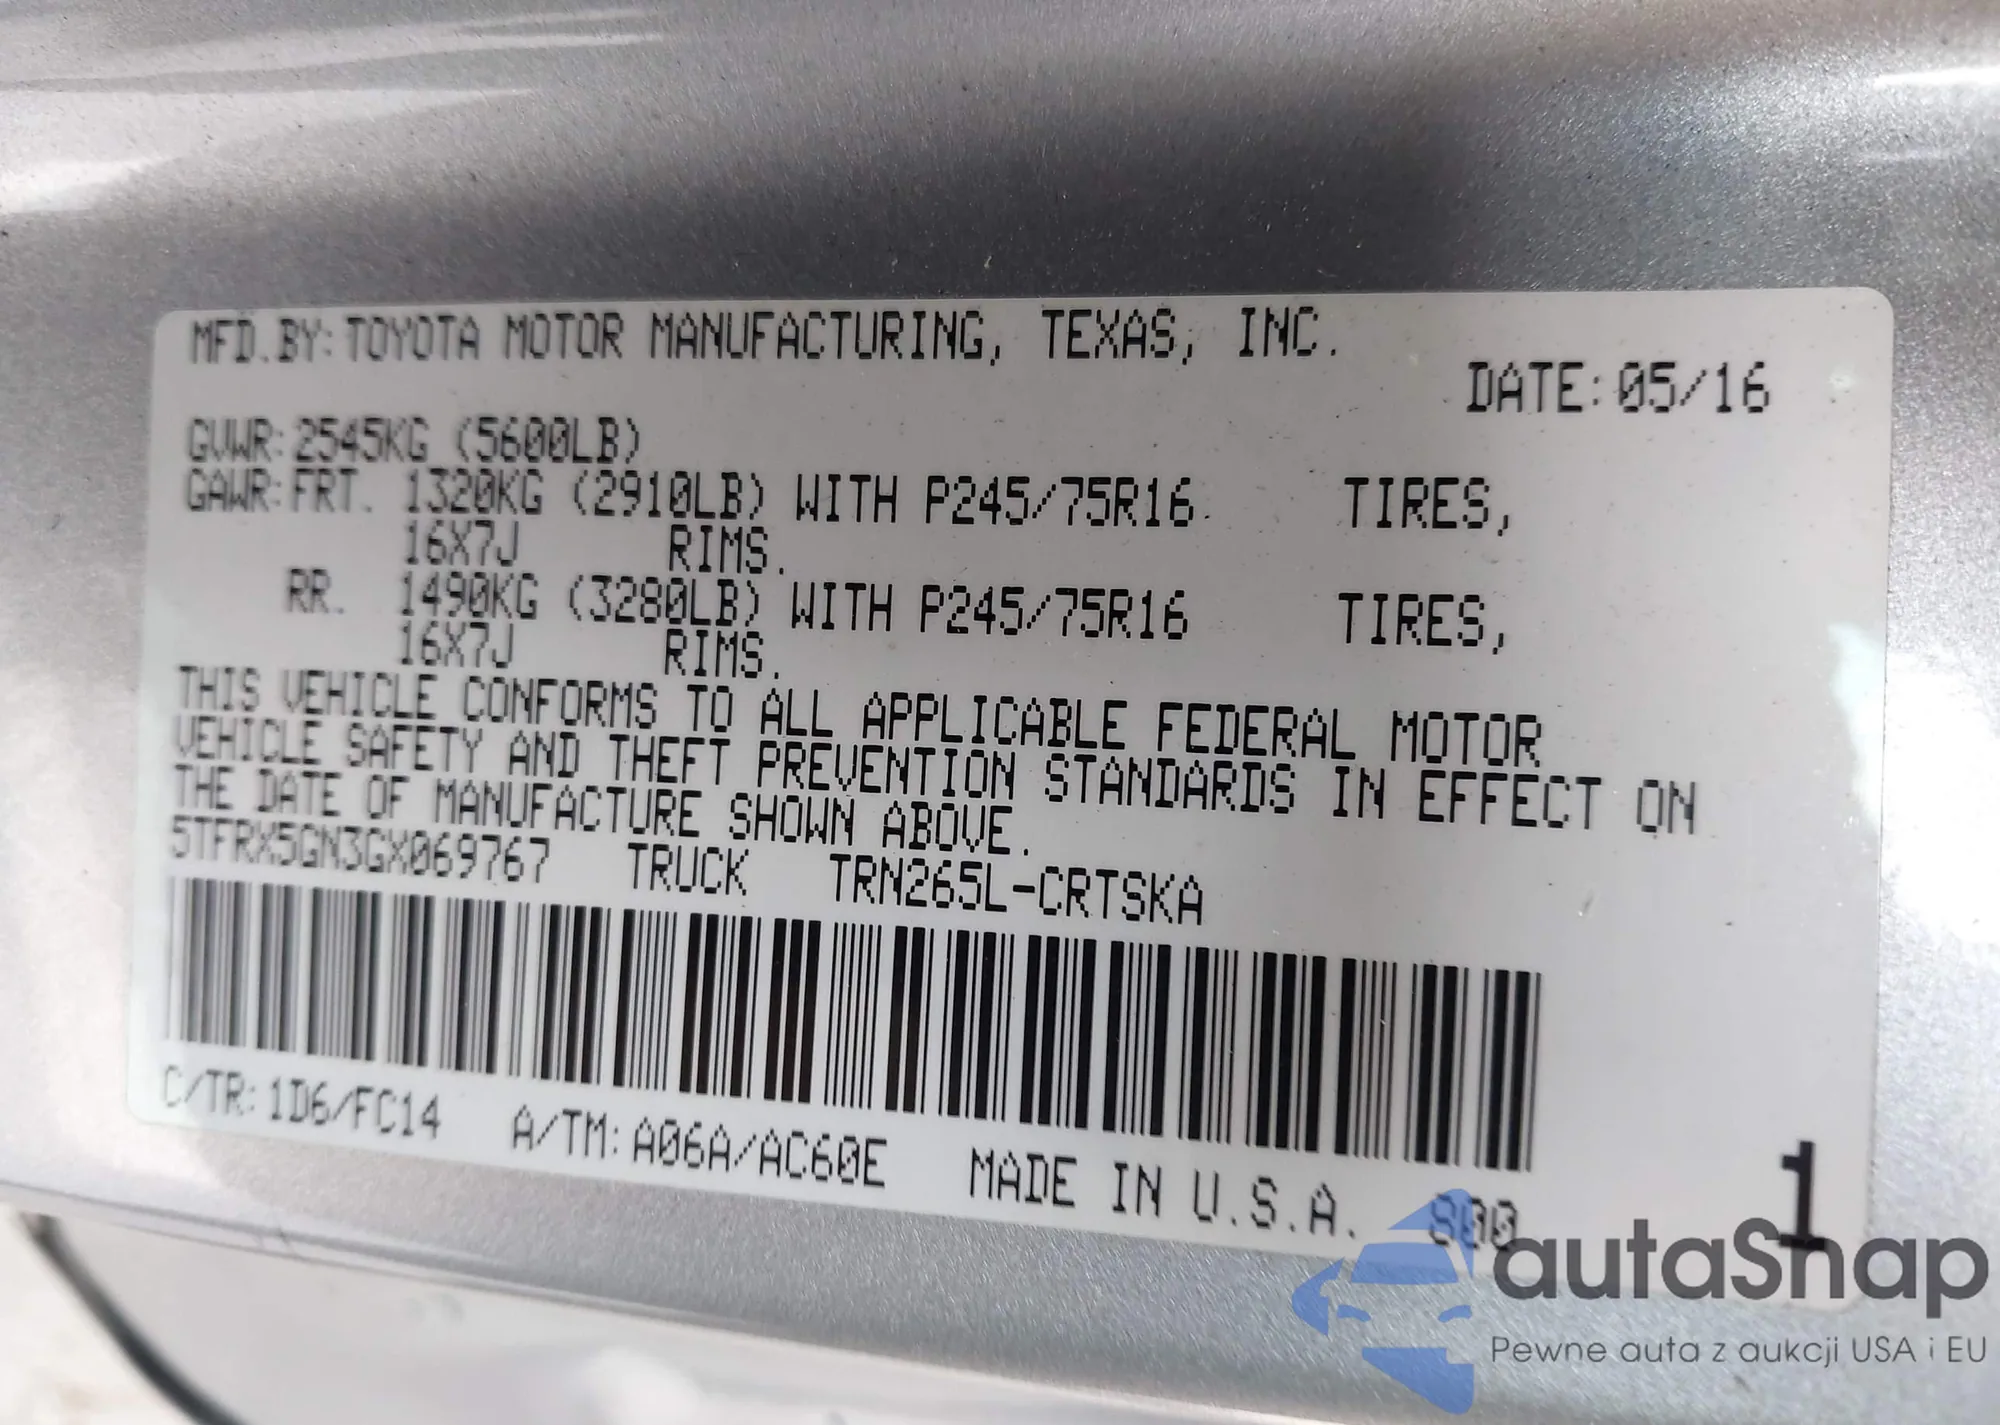 MFD.BY: TOYOTA MOTOR MANUFACTURING, TEXAS, INC.
DATE: 05/16
GVWR: 2545KG (5600LB)
GAWR: FRT. 1320KG (2910LB) WITH P245/75R16 TIRES,
16X7J RIMS.
RR. 1490KG (3280LB) WITH P245/75R16 TIRES,
16X7J RIMS.
THIS VEHICLE CONFORMS TO ALL APPLICABLE FEDERAL MOTOR
VEHICLE SAFETY AND THEFT PREVENTION STANDARDS IN EFFECT ON
THE DATE OF MANUFACTURE SHOWN ABOVE.
5TFRX5GN3GX069767 TRUCK TRN265L-CRTSKA
C/TR: 1D6/FC14 A/TM: A06A/AC60E MADE IN U.S.A. 800
1
autoSnap
Pewne auta z aukcji USA i EU